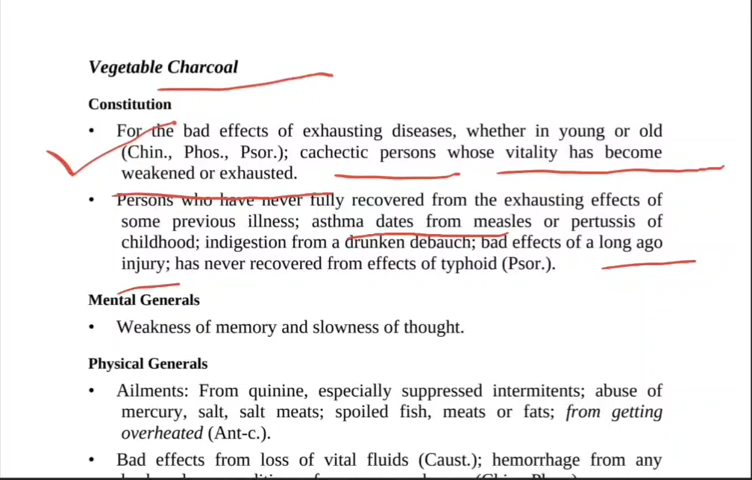 Vegetable Charcoal
Constitution
• For the bad effects of exhausting diseases, whether in young or old
(Chin., Phos., Psor.); cachectic persons whose vitality has become
weakened or exhausted.
• Persons who have never fully recovered from the exhausting effects of
some previous illness; asthma dates from measles or pertussis of
childhood; indigestion from a drunken debauch; bad effects of a long ago
injury; has never recovered from effects of typhoid (Psor.).
Mental Generals
• Weakness of memory and slowness of thought.
Physical Generals
• Ailments: From quinine, especially suppressed intermitents; abuse of
mercury, salt, salt meats; spoiled fish, meats or fats; from getting
overheated (Ant-c.).
• Bad effects from loss of vital fluids (Caust.); hemorrhage from any